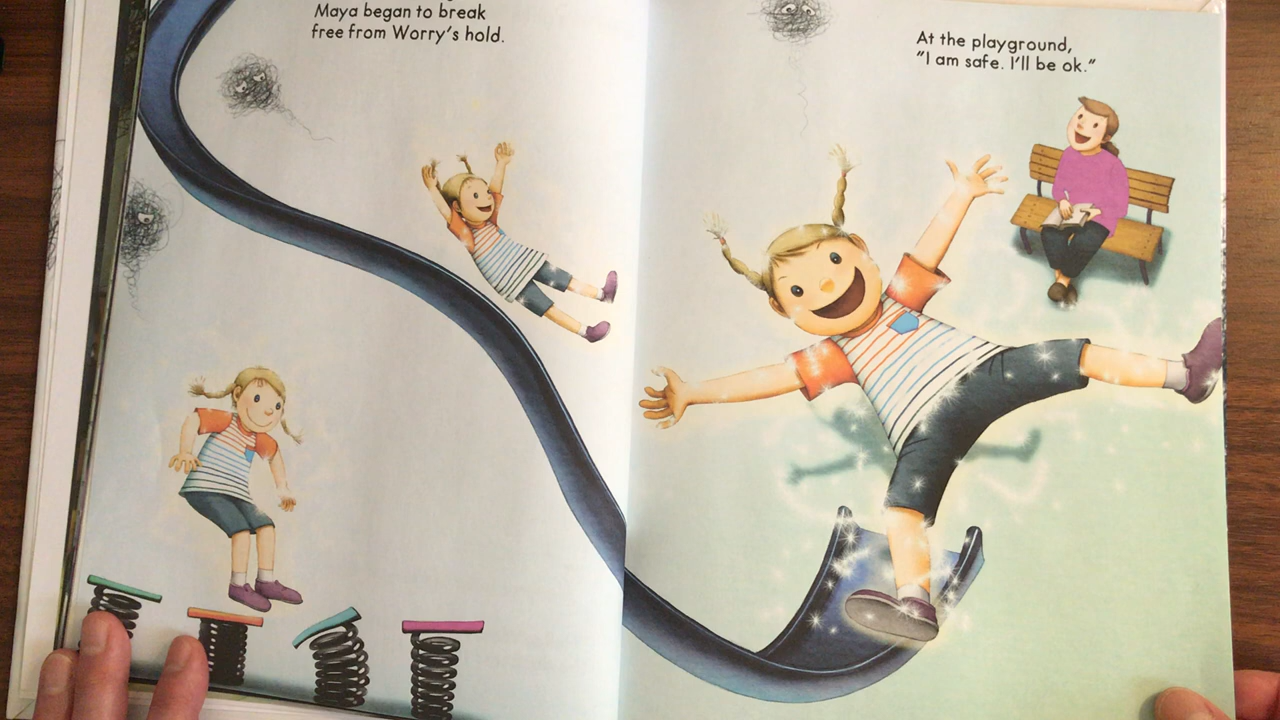 Maya began to break
free from Worry's hold.
At the playground,
"I am safe. I'll be ok."